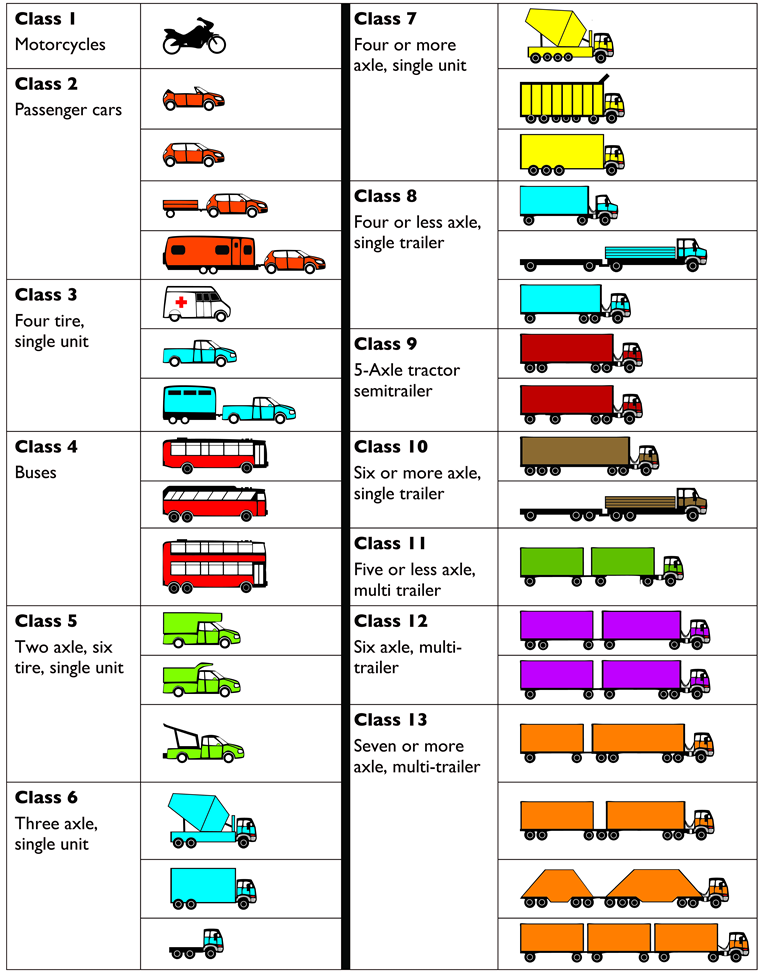 Class 1
Motorcycles
Class 2
Passenger cars
Class 3
Four tire,
single unit
Class 4
Buses
Class 5
Two axle, six
tire, single unit
Class 6
Three axle,
single unit
Class 7
Four or more
axle, single unit
Class 8
Four or less axle,
single trailer
Class 9
5-Axle tractor
semitrailer
Class 10
Six or more axle,
single trailer
Class 11
Five or less axle,
multi trailer
Class 12
Six axle, multi-
trailer
Class 13
Seven or more
axle, multi-trailer